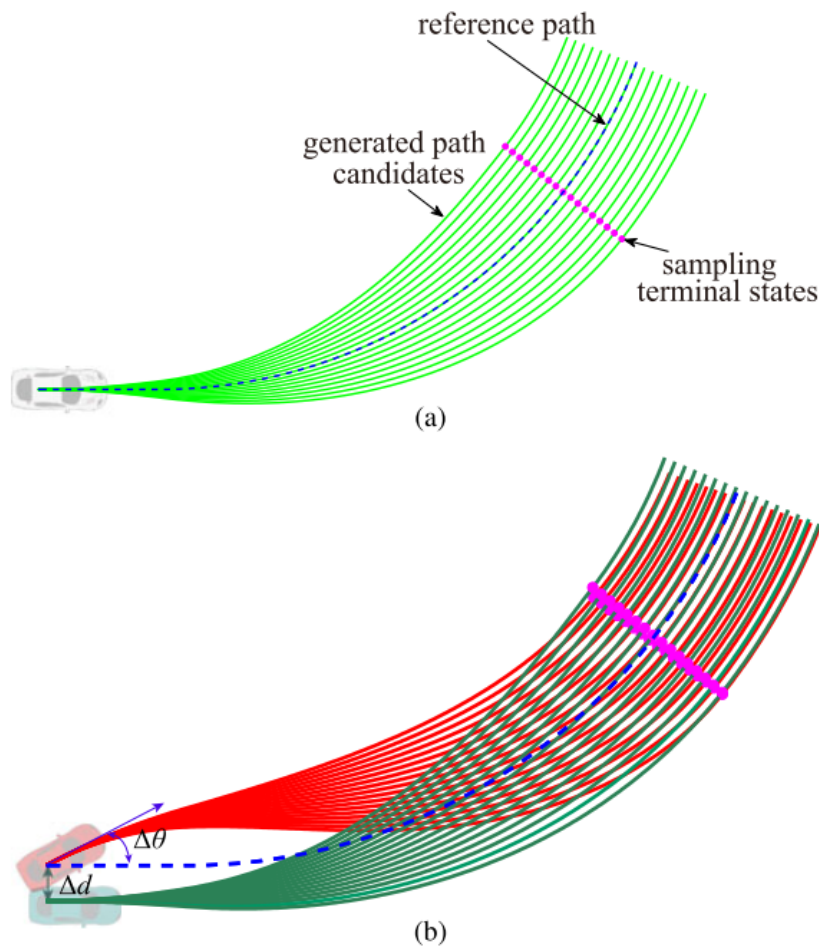 reference path
generated path
candidates
sampling
terminal states
(a)
Δθ
Δd
(b)